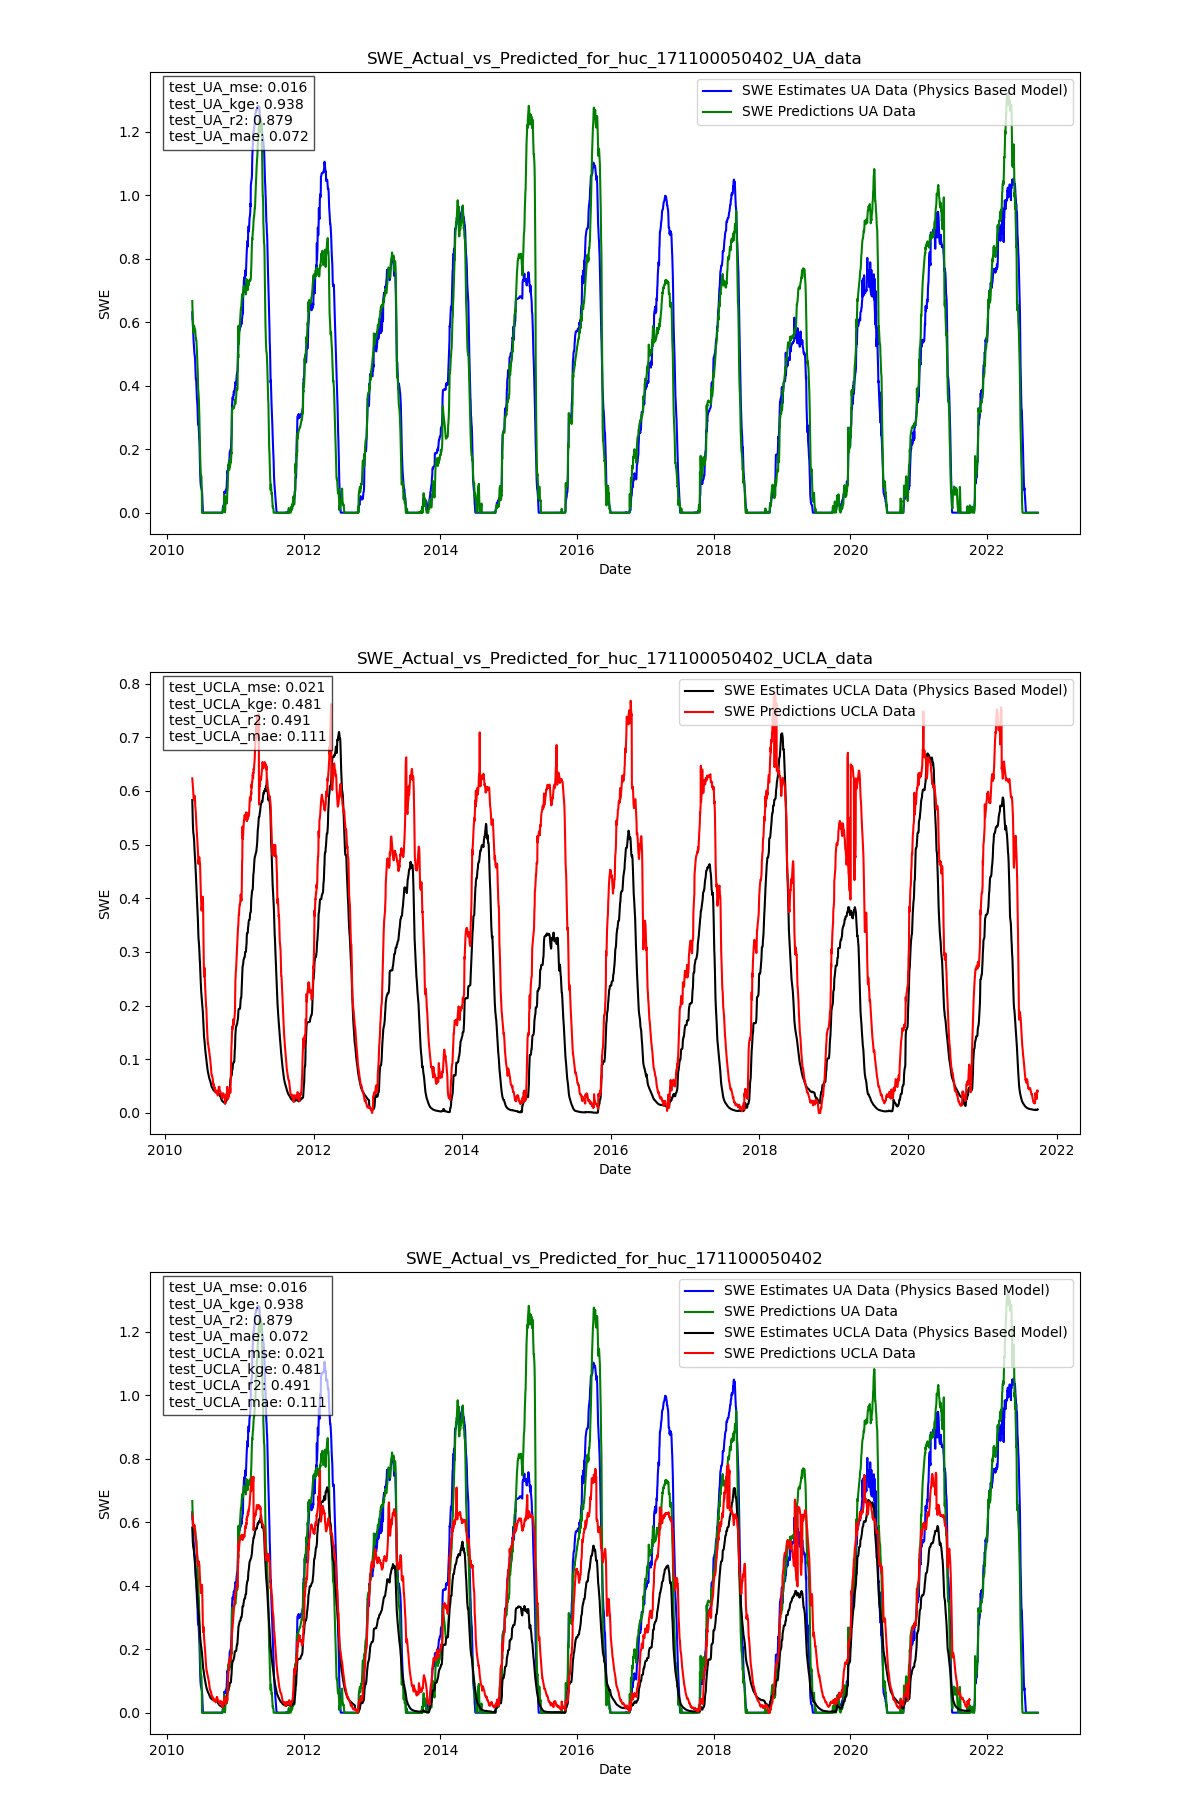 SWE_Actual_vs_Predicted_for_huc_171100050402_UA_data
test_UA_mse: 0.016
test_UA_kge: 0.938
test_UA_r2: 0.879
test_UA_mae: 0.072
SWE Estimates UA Data (Physics Based Model)
SWE Predictions UA Data
1.2
1.0
0.8
0.6
0.4
0.2
0.0
SWE
2010 2012 2014 2016 2018 2020 2022
Date
SWE_Actual_vs_Predicted_for_huc_171100050402_UCLA_data
test_UCLA_mse: 0.021
test_UCLA_kge: 0.481
test_UCLA_r2: 0.491
test_UCLA_mae: 0.111
SWE Estimates UCLA Data (Physics Based Model)
SWE Predictions UCLA Data
0.8
0.7
0.6
0.5
0.4
0.3
0.2
0.1
0.0
SWE
2010 2012 2014 2016 2018 2020 2022
Date
SWE_Actual_vs_Predicted_for_huc_171100050402
test_UA_mse: 0.016
test_UA_kge: 0.938
test_UA_r2: 0.879
test_UA_mae: 0.072
test_UCLA_mse: 0.021
test_UCLA_kge: 0.481
test_UCLA_r2: 0.491
test_UCLA_mae: 0.111
SWE Estimates UA Data (Physics Based Model)
SWE Predictions UA Data
SWE Estimates UCLA Data (Physics Based Model)
SWE Predictions UCLA Data
1.2
1.0
0.8
0.6
0.4
0.2
0.0
SWE
2010 2012 2014 2016 2018 2020 2022
Date